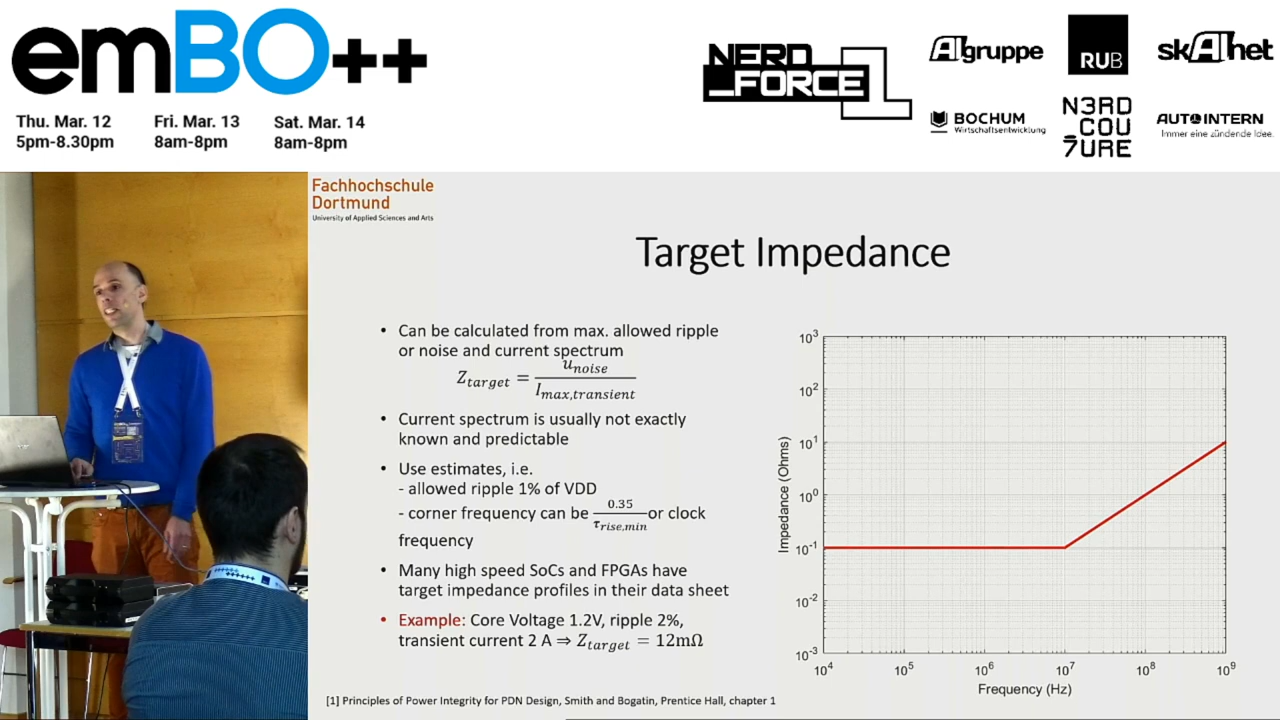 emBO++
Thu. Mar. 12
5pm-8.30pm
Fri. Mar. 13
8am-8pm
Sat. Mar. 14
8am-8pm
NERD
_FORCE1
AIgruppe
RUB
skAInet
BOCHUM
Wirtschaftsentwicklung
N3RD
COU
7URE
AUTOINTERN
Immer eine zündende Idee.
Fachhochschule
Dortmund
University of Applied Sciences and Arts
Target Impedance
• Can be calculated from max. allowed ripple
or noise and current spectrum
Z_target = u_noise / I_max,transient
• Current spectrum is usually not exactly
known and predictable
• Use estimates, i.e.
- allowed ripple 1% of VDD
- corner frequency can be 0.35 / τ_rise,min or clock
frequency
• Many high speed SoCs and FPGAs have
target impedance profiles in their data sheet
• Example: Core Voltage 1.2V, ripple 2%,
transient current 2 A ⇒ Z_target = 12mΩ
Impedance (Ohms)
10^3
10^2
10^1
10^0
10^-1
10^-2
10^-3
10^4 10^5 10^6 10^7 10^8 10^9
Frequency (Hz)
[1] Principles of Power Integrity for PDN Design, Smith and Bogatin, Prentice Hall, chapter 1